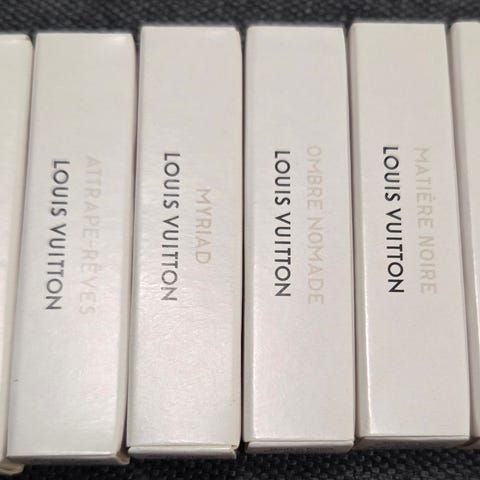 ATTRAPE-RÊVES
LOUIS VUITTON
MYRIAD
LOUIS VUITTON
OMBRE NOMADE
LOUIS VUITTON
MATIÈRE NOIRE
LOUIS VUITTON